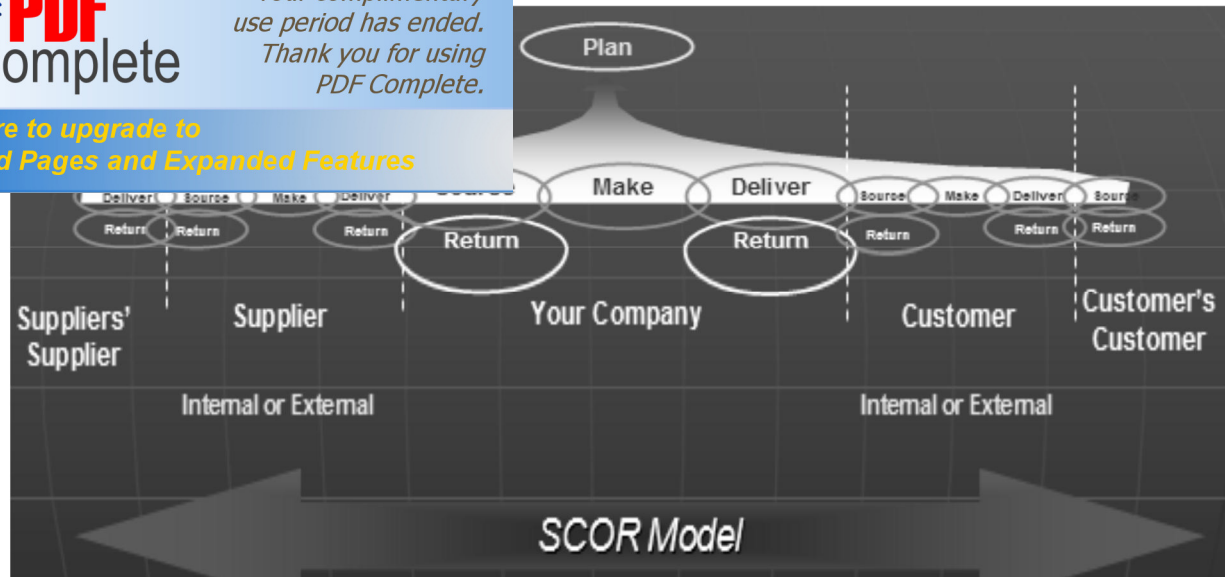 PDF
omplete
use period has ended.
Thank you for using
PDF Complete.
re to upgrade to
d Pages and Expanded Features
Plan
Deliver Source Make Deliver Source Make Deliver Source Make Deliver Source
Return Return Return Return Return Return Return Return
Suppliers' Supplier
Supplier
Your Company
Customer
Customer's Customer
Internal or External
Internal or External
SCOR Model